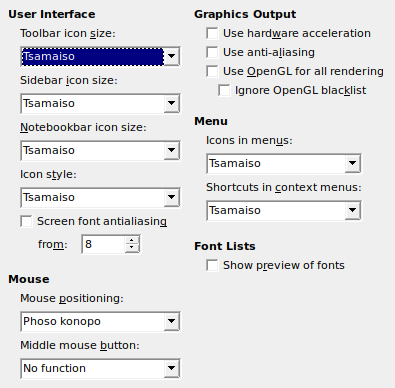 User Interface
Toolbar icon size:
Tsamaiso
Sidebar icon size:
Tsamaiso
Notebookbar icon size:
Tsamaiso
Icon style:
Tsamaiso
Screen font antialiasing
from: 8
Mouse
Mouse positioning:
Phoso konopo
Middle mouse button:
No function
Graphics Output
Use hardware acceleration
Use anti-aliasing
Use OpenGL for all rendering
Ignore OpenGL blacklist
Menu
Icons in menus:
Tsamaiso
Shortcuts in context menus:
Tsamaiso
Font Lists
Show preview of fonts